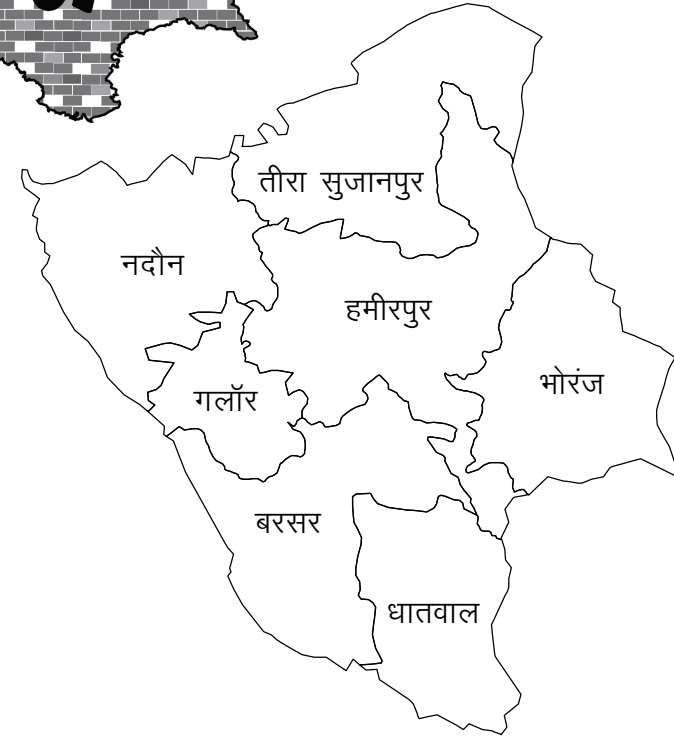 तीरा सुजानपुर
नदौन
हमीरपुर
भोरंज
गलॉर
बरसर
धातवाल